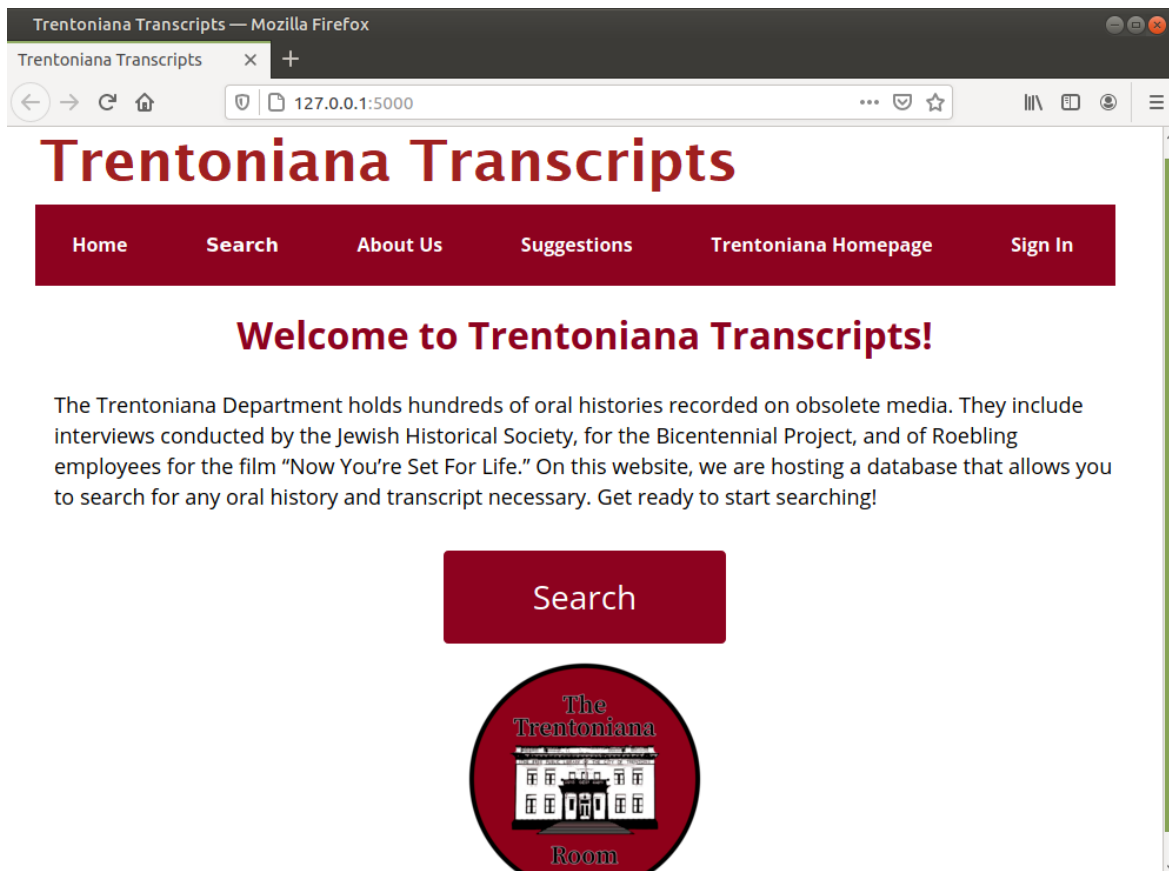 Trentoniana Transcripts — Mozilla Firefox
Trentoniana Transcripts
127.0.0.1:5000
Trentoniana Transcripts
Home Search About Us Suggestions Trentoniana Homepage Sign In
Welcome to Trentoniana Transcripts!
The Trentoniana Department holds hundreds of oral histories recorded on obsolete media. They include
interviews conducted by the Jewish Historical Society, for the Bicentennial Project, and of Roebling
employees for the film “Now You’re Set For Life.” On this website, we are hosting a database that allows you
to search for any oral history and transcript necessary. Get ready to start searching!
Search
The
Trentoniana
Room